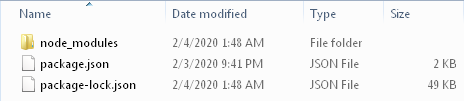 Name Date modified Type Size
node_modules 2/4/2020 1:48 AM File folder
package.json 2/3/2020 9:41 PM JSON File 2 KB
package-lock.json 2/4/2020 1:48 AM JSON File 49 KB